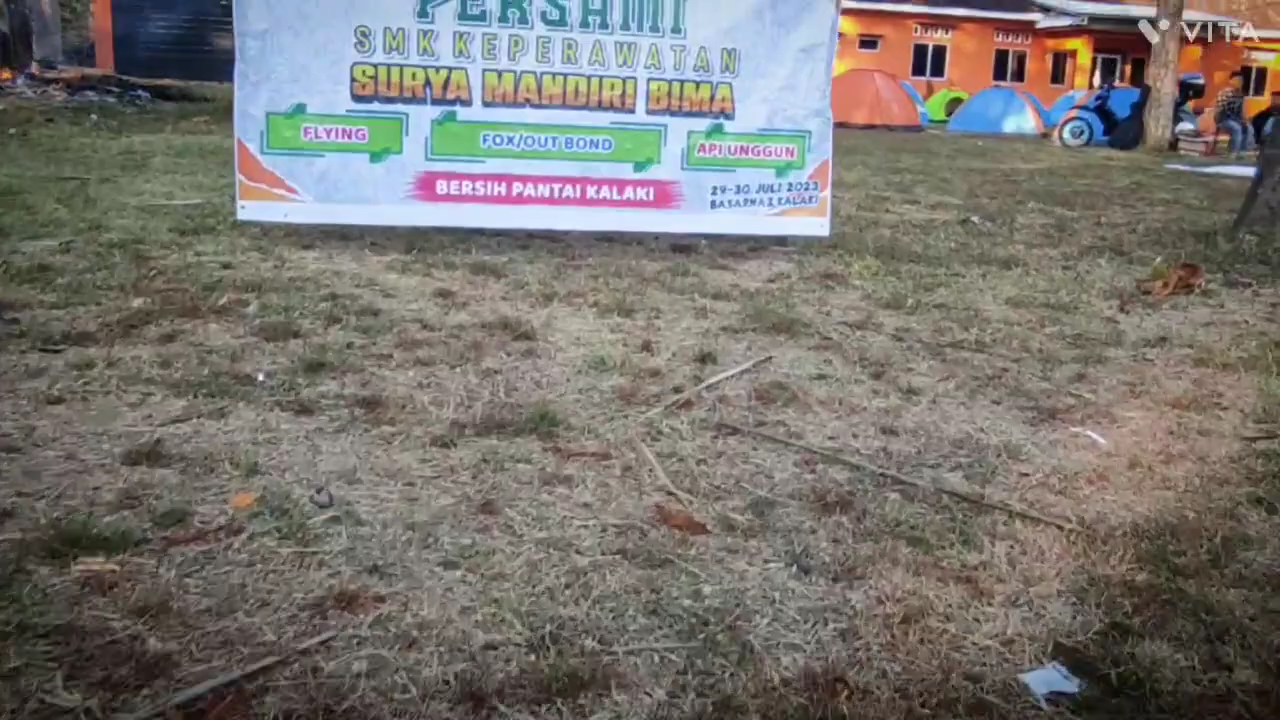 PERSAMI
SMK KEPERAWATAN
SURYA MANDIRI BIMA
FLYING
FOX/OUT BOND
API UNGGUN
BERSIH PANTAI KALAKI
29-30 JULI 2023
KALAKI
VITA